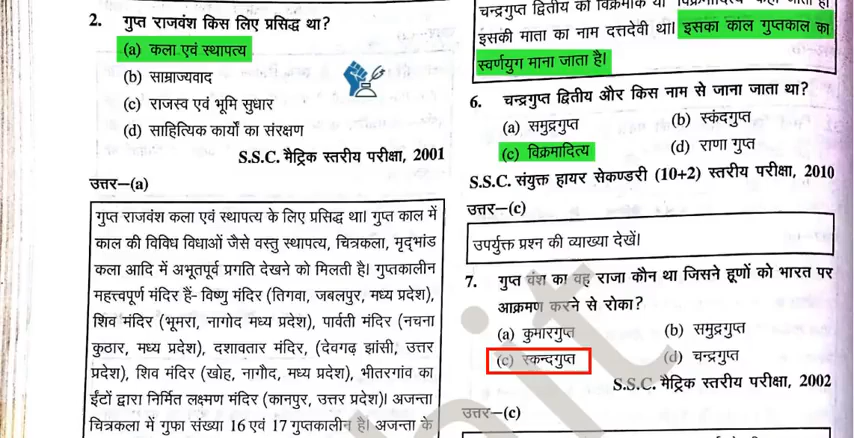 2. गुप्त राजवंश किस लिए प्रसिद्ध था?
(a) कला एवं स्थापत्य
(b) साम्राज्यवाद
(c) राजस्व एवं भूमि सुधार
(d) साहित्यिक कार्यों का संरक्षण
S.S.C. मैट्रिक स्तरीय परीक्षा, 2001
उत्तर–(a)
गुप्त राजवंश कला एवं स्थापत्य के लिए प्रसिद्ध था। गुप्त काल में
काल की विविध विधाओं जैसे वस्तु स्थापत्य, चित्रकला, मृद्भांड
कला आदि में अभूतपूर्व प्रगति देखने को मिलती है। गुप्तकालीन
महत्त्वपूर्ण मंदिर हैं- विष्णु मंदिर (तिगवा, जबलपुर, मध्य प्रदेश),
शिव मंदिर (भूमरा, नागोद मध्य प्रदेश), पार्वती मंदिर (नचना
कुठार, मध्य प्रदेश), दशावतार मंदिर, (देवगढ़ झांसी, उत्तर
प्रदेश), शिव मंदिर (खोह, नागौद, मध्य प्रदेश), भीतरगांव का
ईंटों द्वारा निर्मित लक्ष्मण मंदिर (कानपुर, उत्तर प्रदेश)। अजन्ता
चित्रकला में गुफा संख्या 16 एवं 17 गुप्तकालीन है। अजन्ता के
चन्द्रगुप्त द्वितीय को
इसकी माता का नाम दत्तदेवी था। इसका काल गुप्तकाल का
स्वर्णयुग माना जाता है।
6. चन्द्रगुप्त द्वितीय और किस नाम से जाना जाता था?
(a) समुद्रगुप्त (b) स्कंदगुप्त
(c) विक्रमादित्य (d) राणा गुप्त
S.S.C. संयुक्त हायर सेकण्डरी (10+2) स्तरीय परीक्षा, 2010
उत्तर–(c)
उपर्युक्त प्रश्न की व्याख्या देखें।
7. गुप्त वंश का वह राजा कौन था जिसने हूणों को भारत पर
आक्रमण करने से रोका?
(a) कुमारगुप्त (b) समुद्रगुप्त
(c) स्कन्दगुप्त (d) चन्द्रगुप्त
S.S.C. मैट्रिक स्तरीय परीक्षा, 2002
उत्तर–(c)